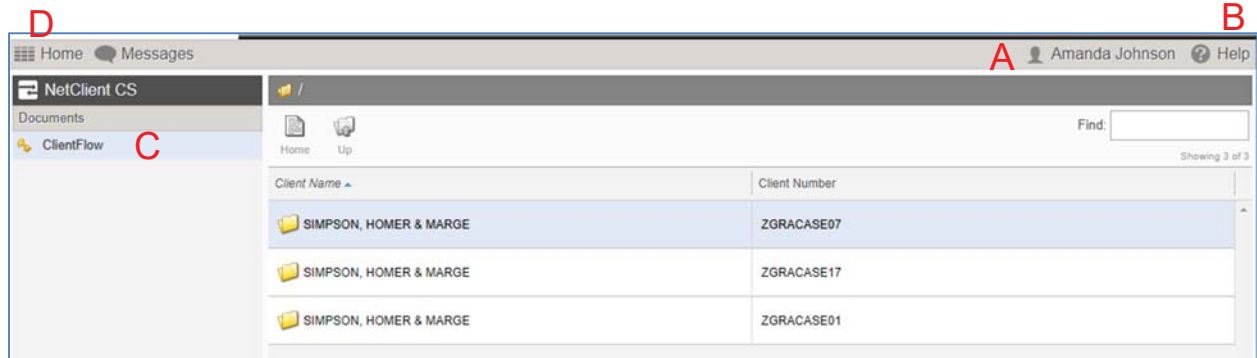 D
B
Home Messages A Amanda Johnson Help
NetClient CS /
Documents
ClientFlow C
Home Up Find:
Showing 3 of 3
Client Name Client Number
SIMPSON, HOMER & MARGE ZGRACASE07
SIMPSON, HOMER & MARGE ZGRACASE17
SIMPSON, HOMER & MARGE ZGRACASE01